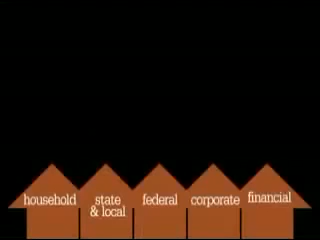 household
state
& local
federal
corporate
financial